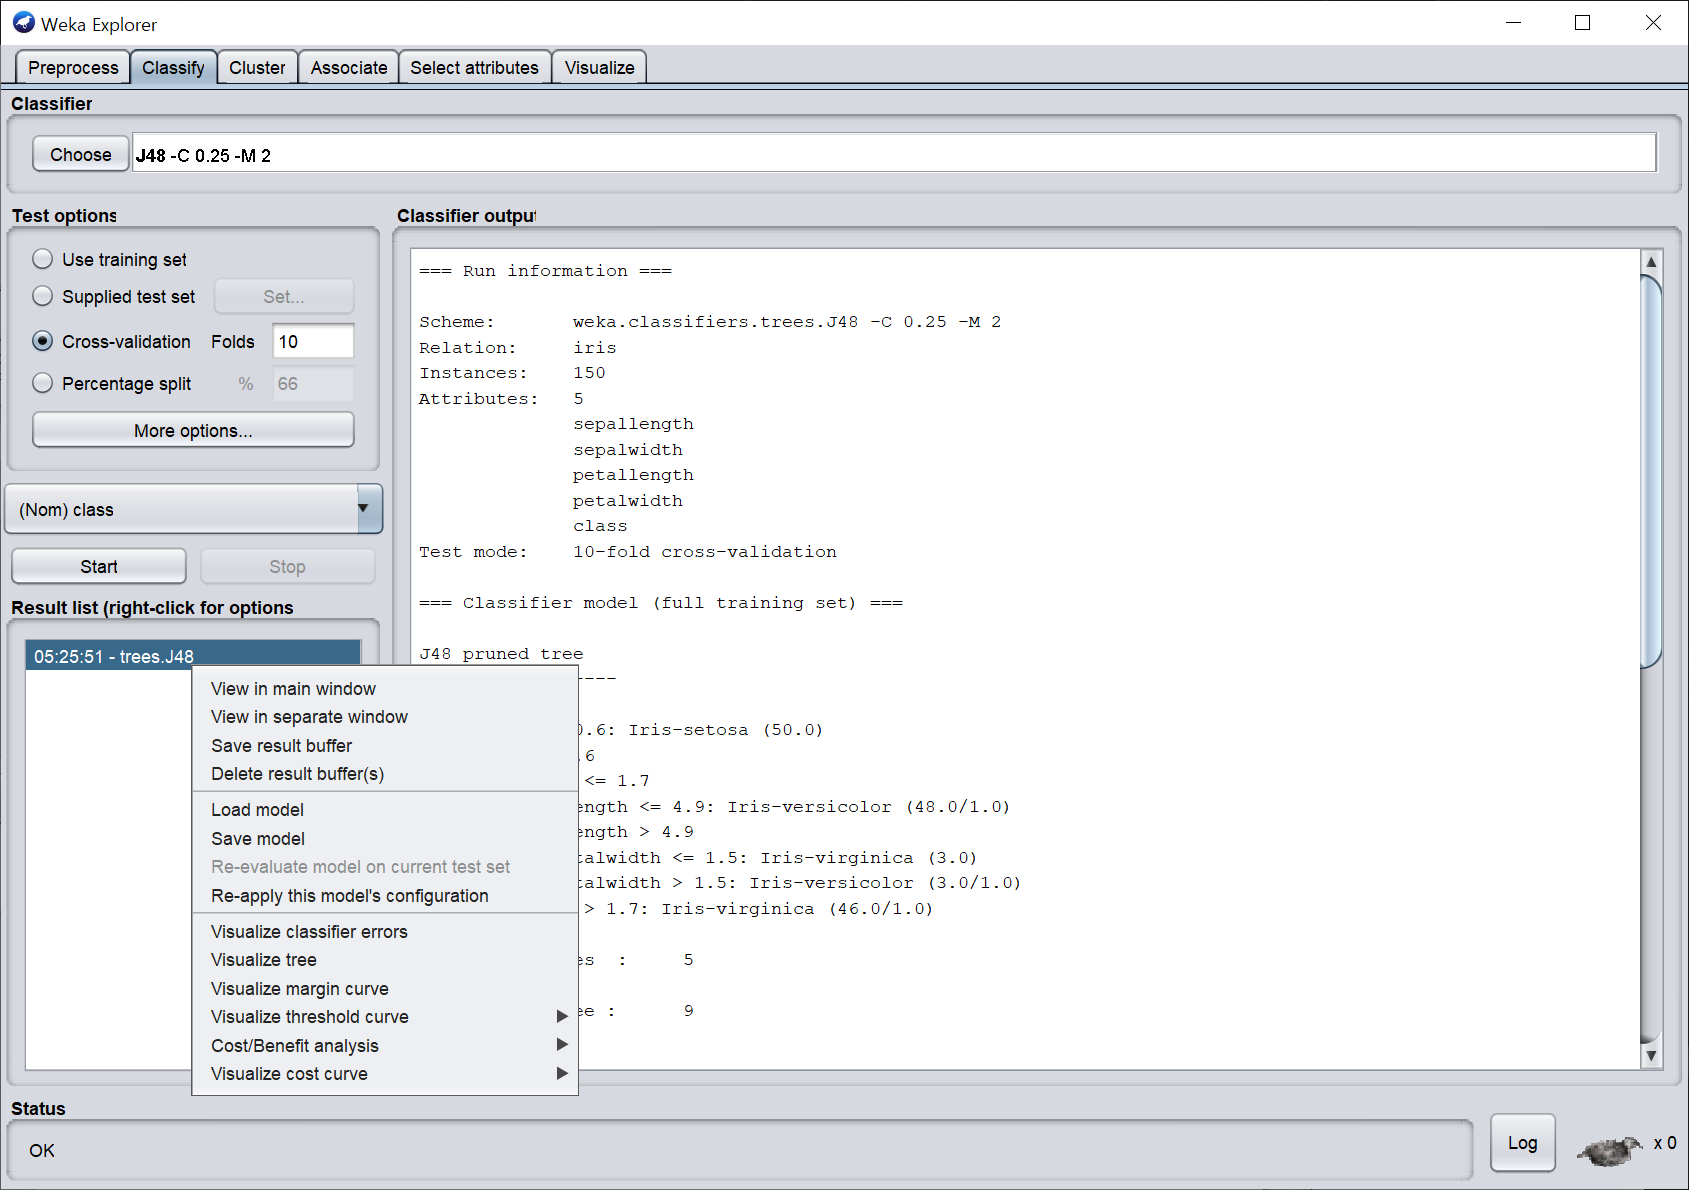 Weka Explorer
Preprocess Classify Cluster Associate Select attributes Visualize
Classifier
Choose J48 -C 0.25 -M 2
Test options
Use training set
Supplied test set Set...
Cross-validation Folds 10
Percentage split % 66
More options...
(Nom) class
Start Stop
Result list (right-click for options
05:25:51 - trees.J48
View in main window
View in separate window
Save result buffer
Delete result buffer(s)
Load model
Save model
Re-evaluate model on current test set
Re-apply this model's configuration
Visualize classifier errors
Visualize tree
Visualize margin curve
Visualize threshold curve
Cost/Benefit analysis
Visualize cost curve
Classifier output
=== Run information ===
Scheme: weka.classifiers.trees.J48 -C 0.25 -M 2
Relation: iris
Instances: 150
Attributes: 5
sepallength
sepalwidth
petallength
petalwidth
class
Test mode: 10-fold cross-validation
=== Classifier model (full training set) ===
J48 pruned tree
----
0.6: Iris-setosa (50.0)
.6
<= 1.7
ength <= 4.9: Iris-versicolor (48.0/1.0)
ength > 4.9
talwidth <= 1.5: Iris-virginica (3.0)
talwidth > 1.5: Iris-versicolor (3.0/1.0)
> 1.7: Iris-virginica (46.0/1.0)
es : 5
ee : 9
Status
OK
Log
x 0